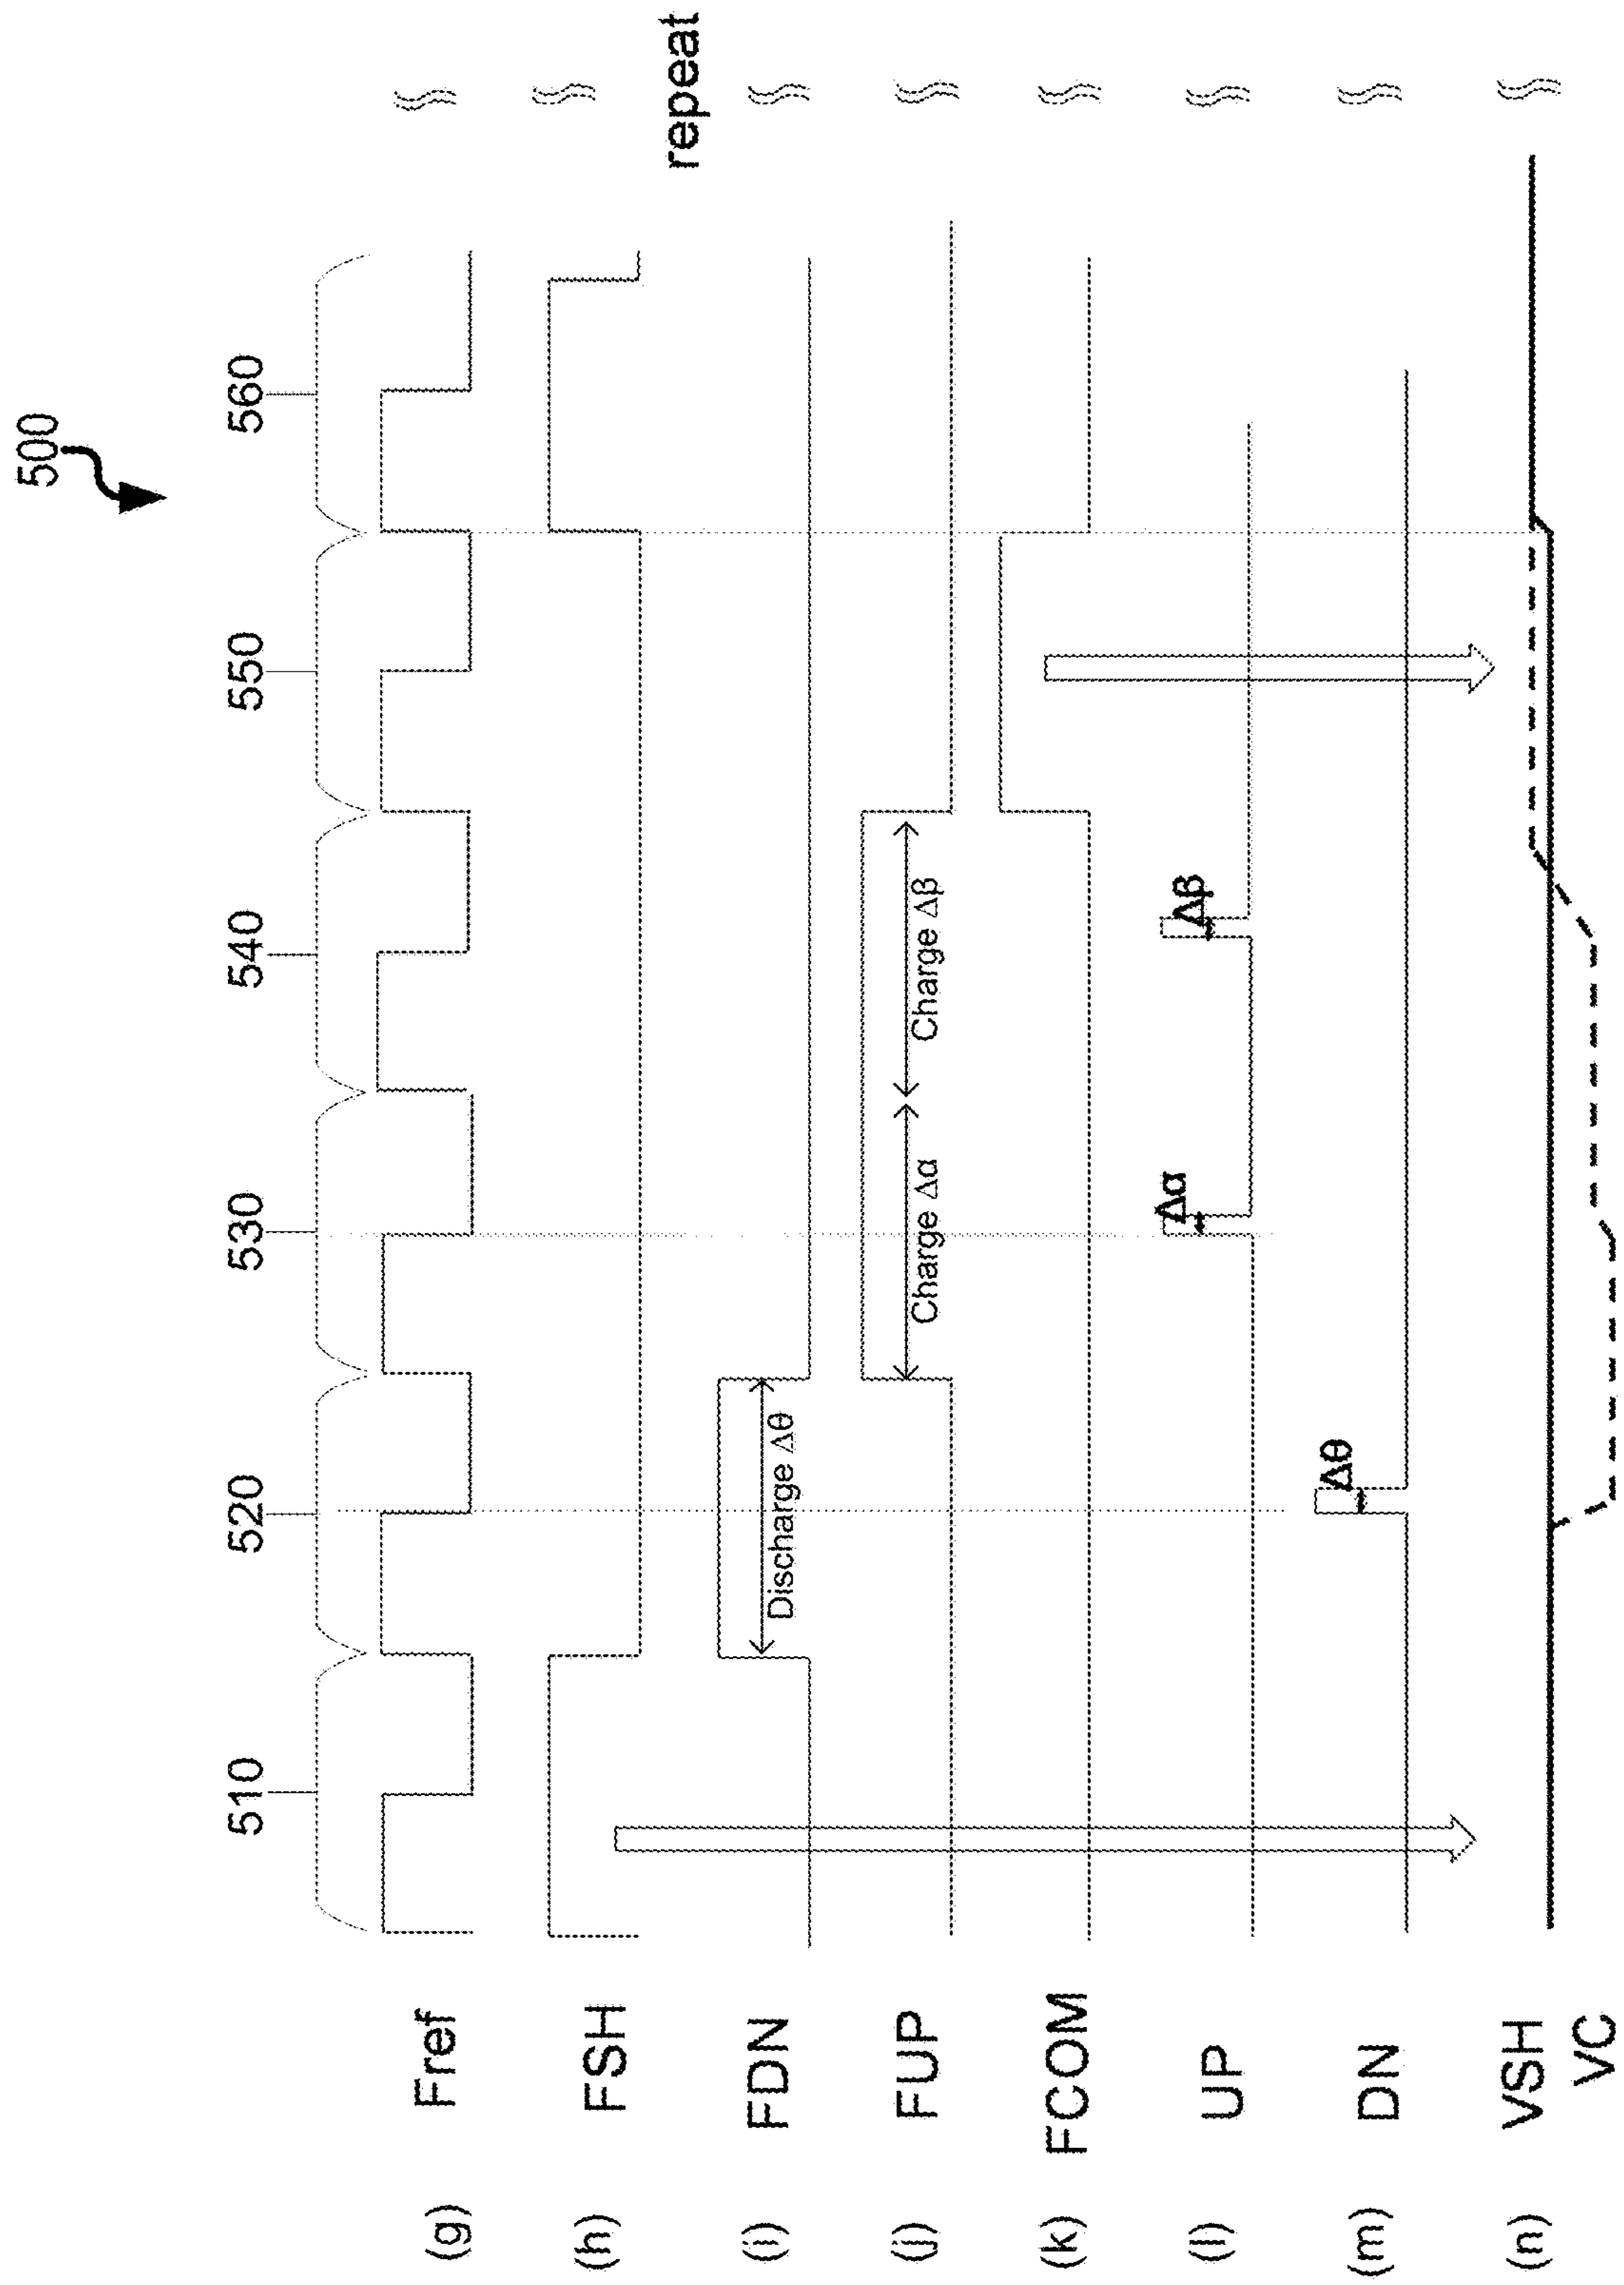 500
510 520 530 540 550 560
(g) Fref
(h) FSH
repeat
(i) FDN
Discharge Δθ
(j) FUP
Charge Δα Charge Δβ
(k) FCOM
(l) UP
Δα Δβ
(m) DN
Δθ
(n) VSH
VC